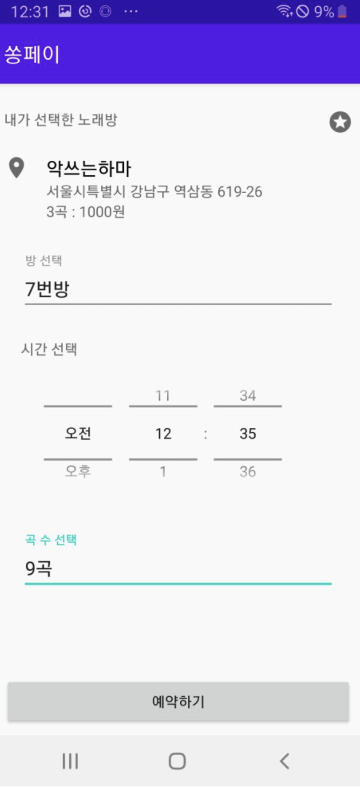 12:31 ... 9%
쏭페이
내가 선택한 노래방
악쓰는하마
서울시특별시 강남구 역삼동 619-26
3곡 : 1000원
방 선택
7번방
시간 선택
11 34
오전 12 : 35
오후 1 36
곡 수 선택
9곡
예약하기